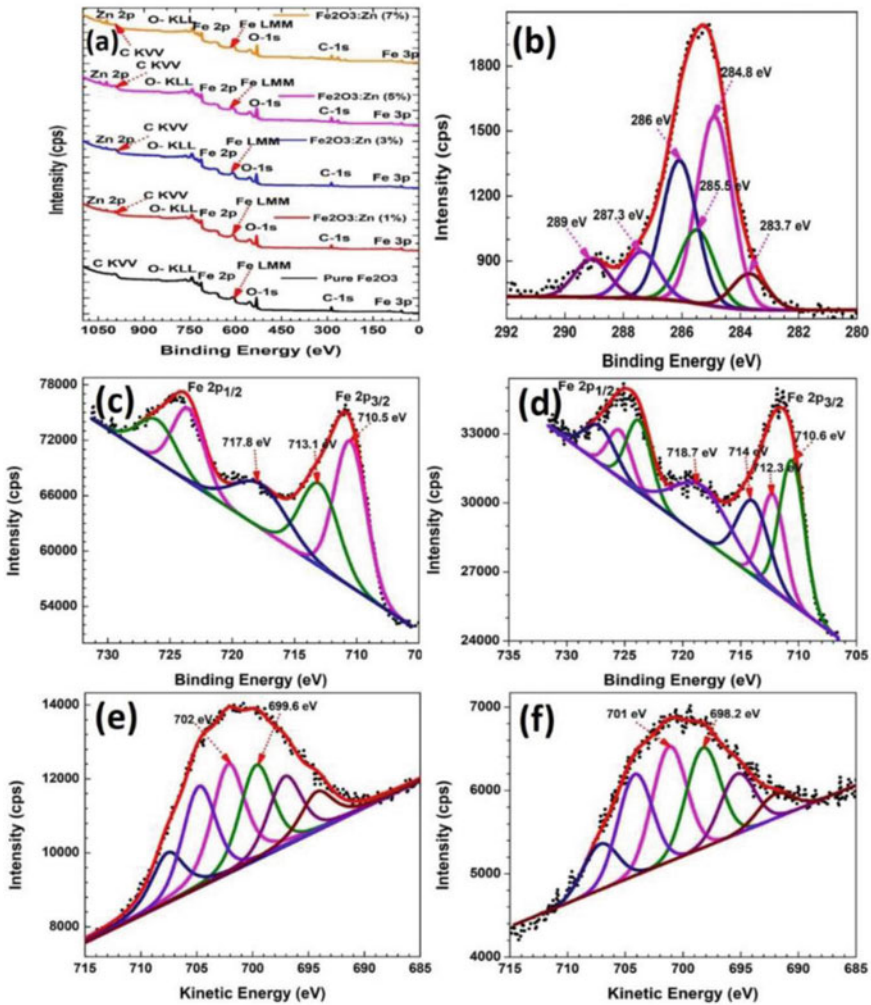 (a)
Zn 2p O- KLL Fe 2p Fe LMM Fe2O3:Zn (7%)
C KVV O-1s C-1s Fe 3p
Zn 2p C KVV O- KLL Fe 2p Fe LMM Fe2O3:Zn (5%)
O-1s C-1s Fe 3p
Zn 2p C KVV O- KLL Fe 2p Fe LMM Fe2O3:Zn (3%)
O-1s C-1s Fe 3p
Zn 2p C KVV O- KLL Fe 2p Fe LMM Fe2O3:Zn (1%)
O-1s C-1s Fe 3p
C KVV O- KLL Fe 2p Fe LMM Pure Fe2O3
O-1s C-1s Fe 3p
Intensity (cps)
1050 900 750 600 450 300 150 0
Binding Energy (eV)
(b)
284.8 eV
286 eV
285.5 eV
287.3 eV
289 eV
283.7 eV
1800
1500
1200
900
Intensity (cps)
292 290 288 286 284 282 280
Binding Energy (eV)
(c)
Fe 2p1/2
Fe 2p3/2
710.5 eV
717.8 eV
713.1 eV
78000
72000
66000
60000
54000
Intensity (cps)
730 725 720 715 710 70
Binding Energy (eV)
(d)
Fe 2p1/2
Fe 2p3/2
718.7 eV
714 eV
710.6 eV
712.3 eV
33000
30000
27000
24000
Intensity (cps)
735 730 725 720 715 710 705
Binding Energy (eV)
(e)
702 eV
699.6 eV
14000
12000
10000
8000
Intensity (cps)
715 710 705 700 695 690 685
Kinetic Energy (eV)
(f)
701 eV
698.2 eV
7000
6000
5000
4000
Intensity (cps)
715 710 705 700 695 690 685
Kinetic Energy (eV)